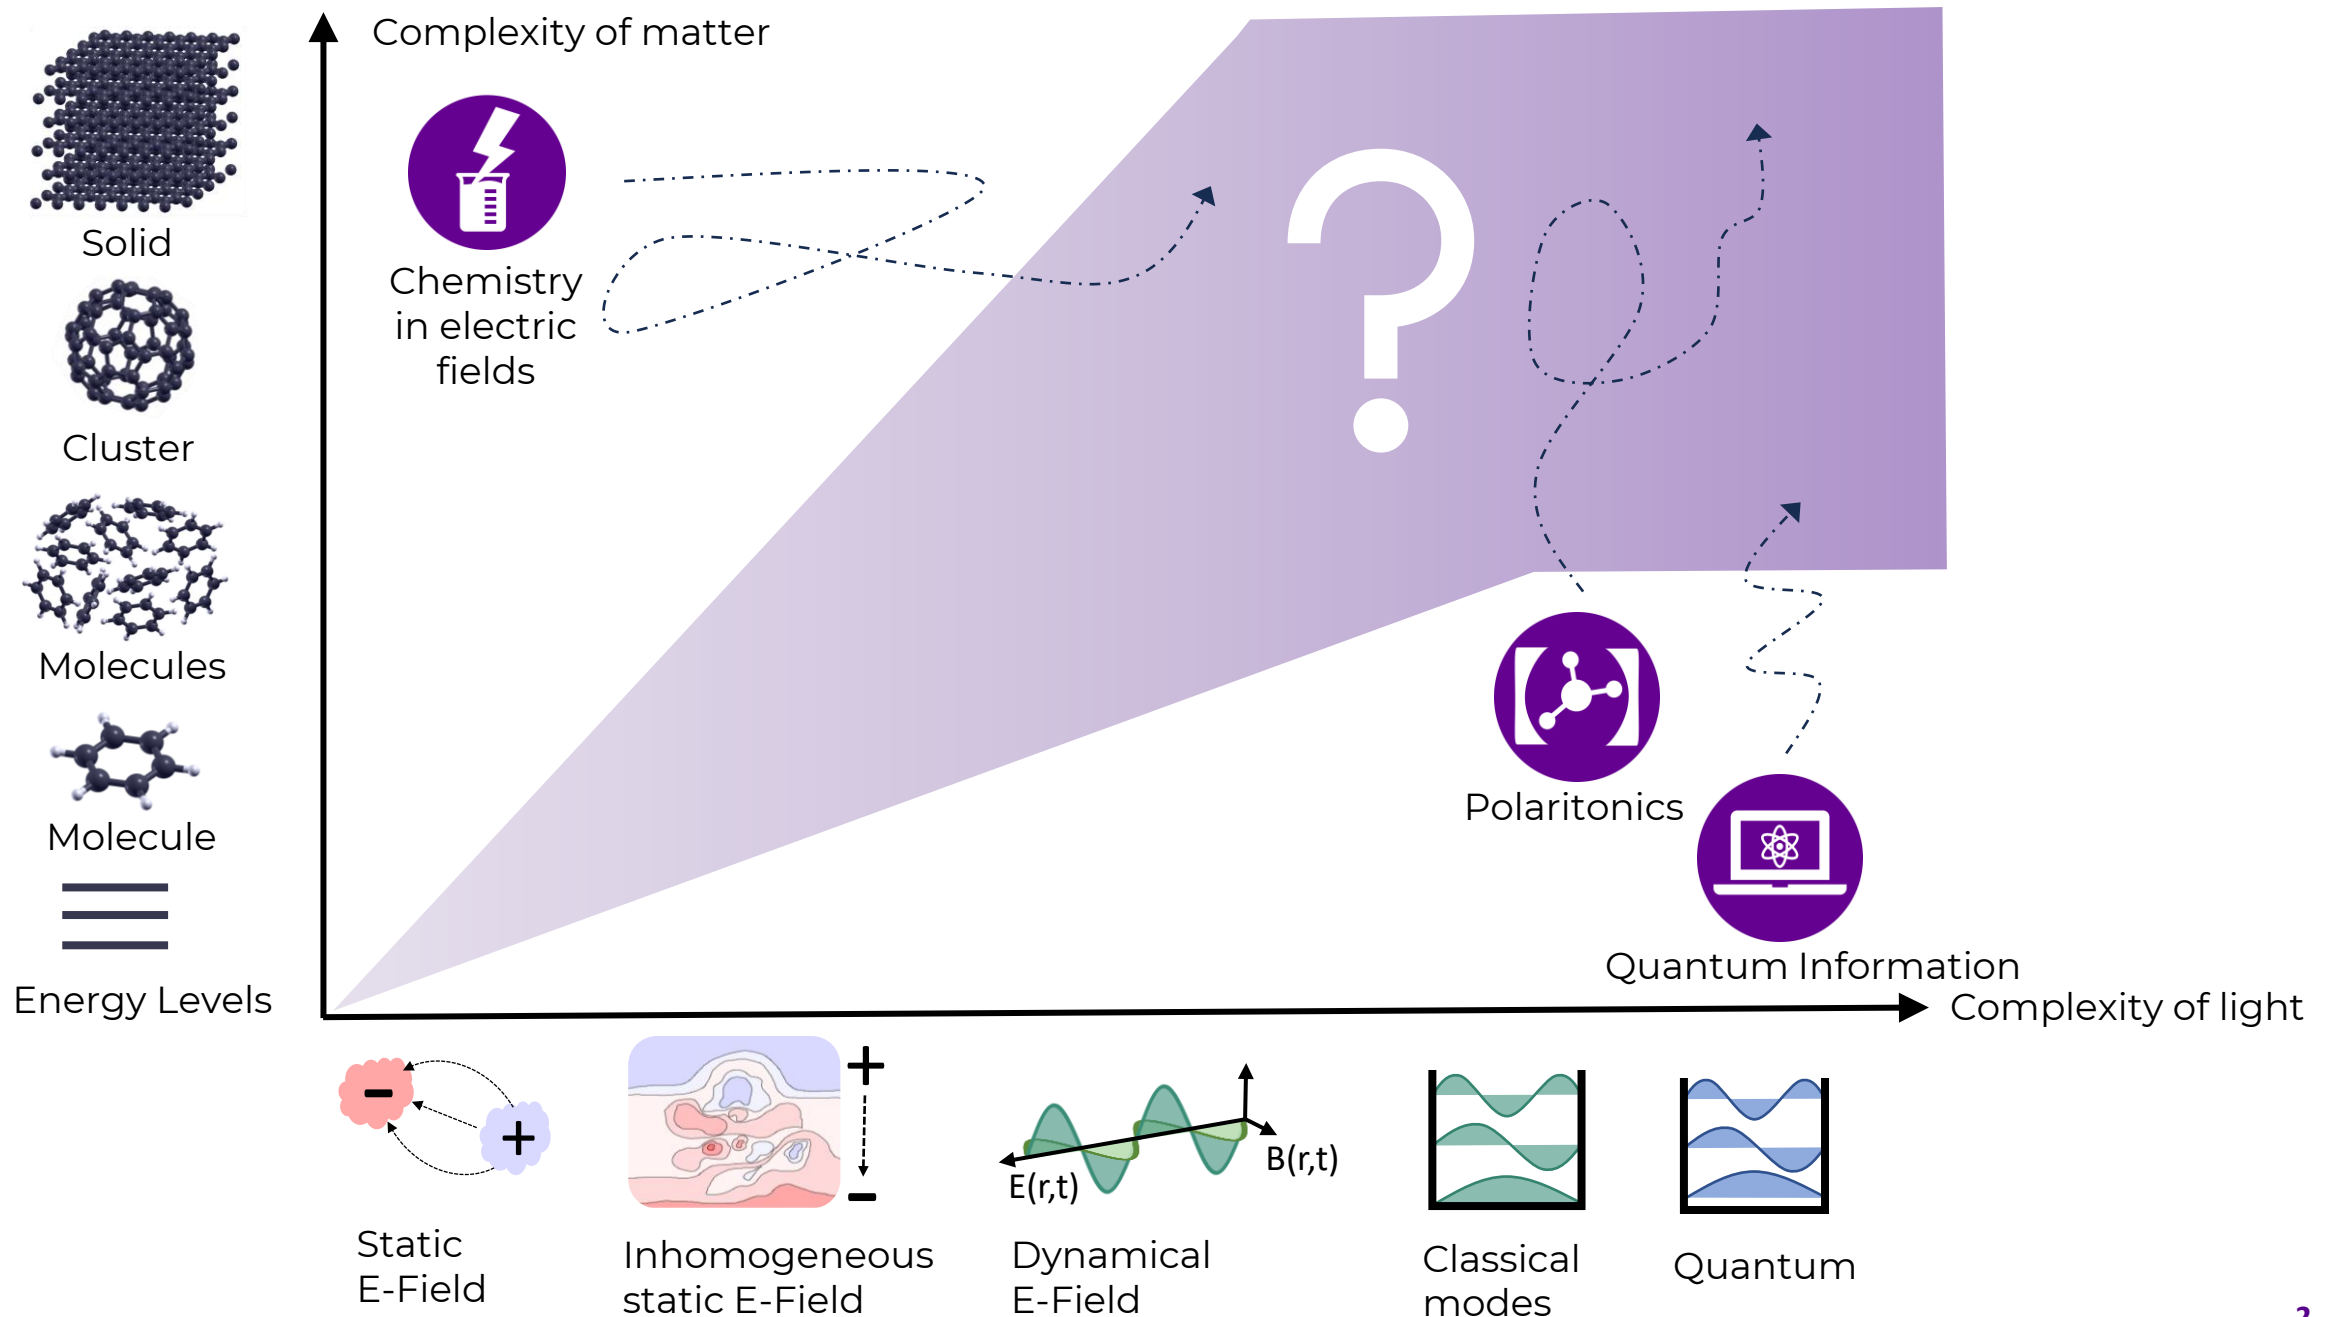 Complexity of matter
Solid
Chemistry
in electric
fields
Cluster
Molecules
Molecule
Polaritonics
Energy Levels
Quantum Information
Complexity of light
-
+
+
-
E(r,t)
B(r,t)
Static
E-Field
Inhomogeneous
static E-Field
Dynamical
E-Field
Classical
modes
Quantum
?